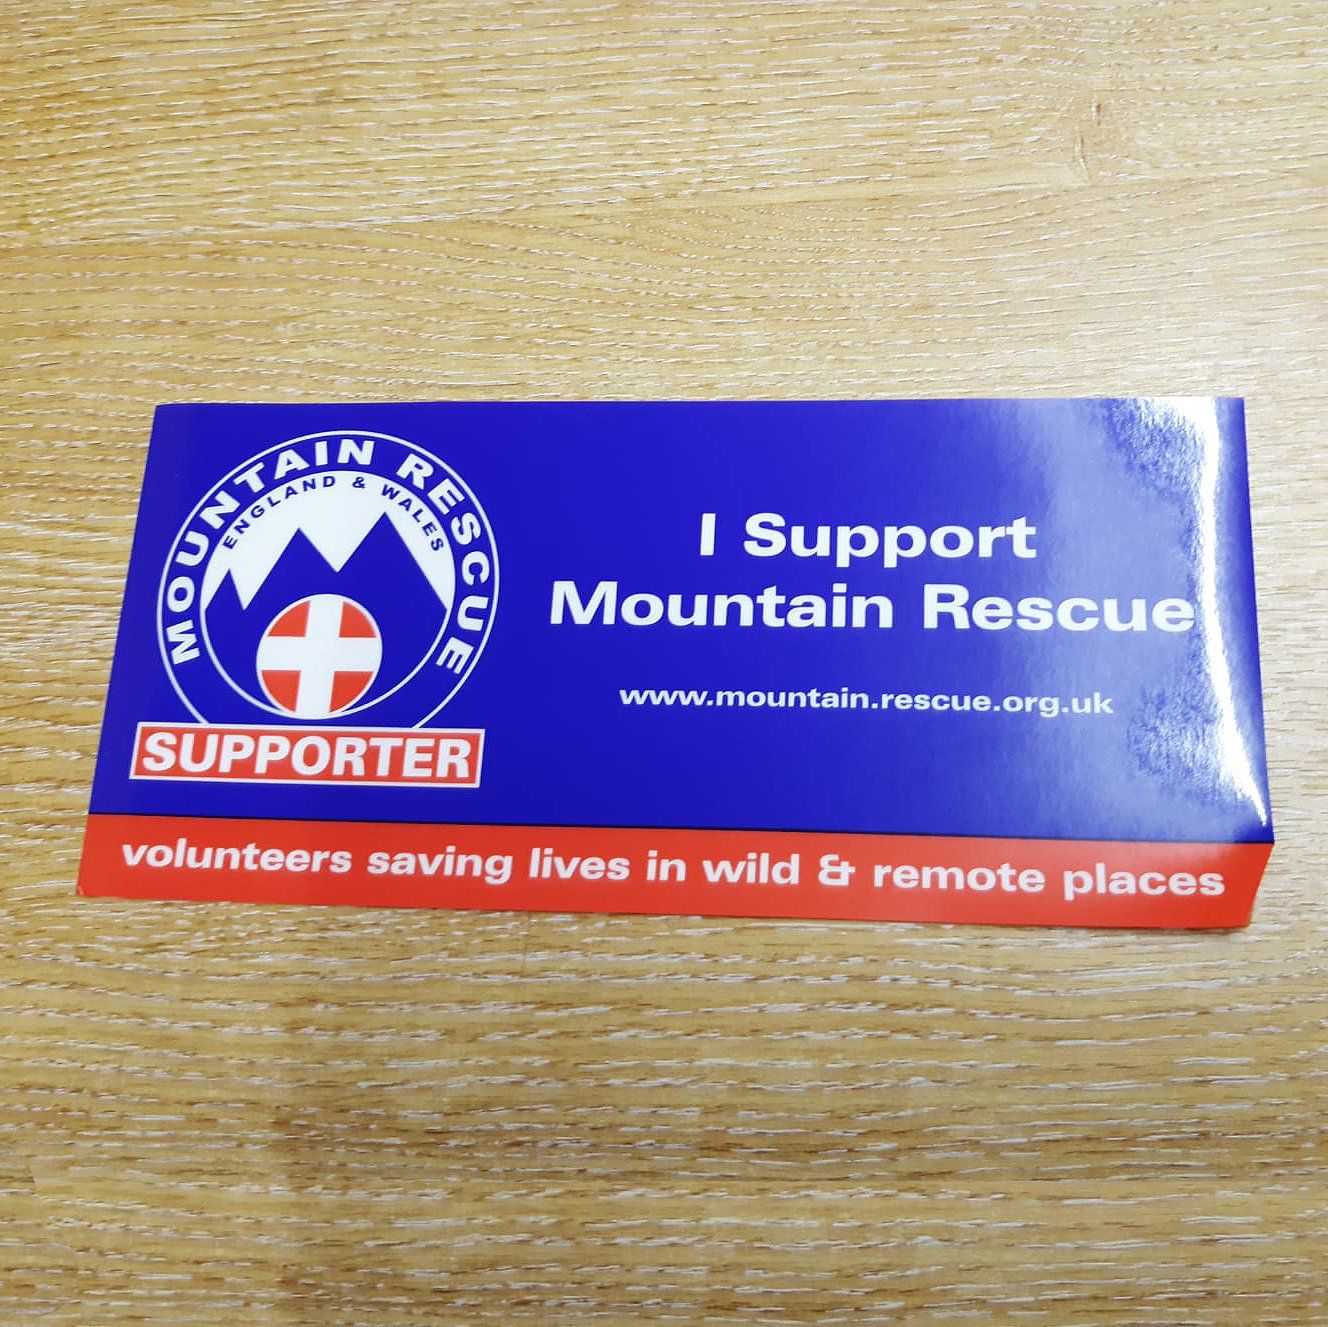 MOUNTAIN RESCUE
ENGLAND & WALES
SUPPORTER
I Support
Mountain Rescue
www.mountain.rescue.org.uk
volunteers saving lives in wild & remote places